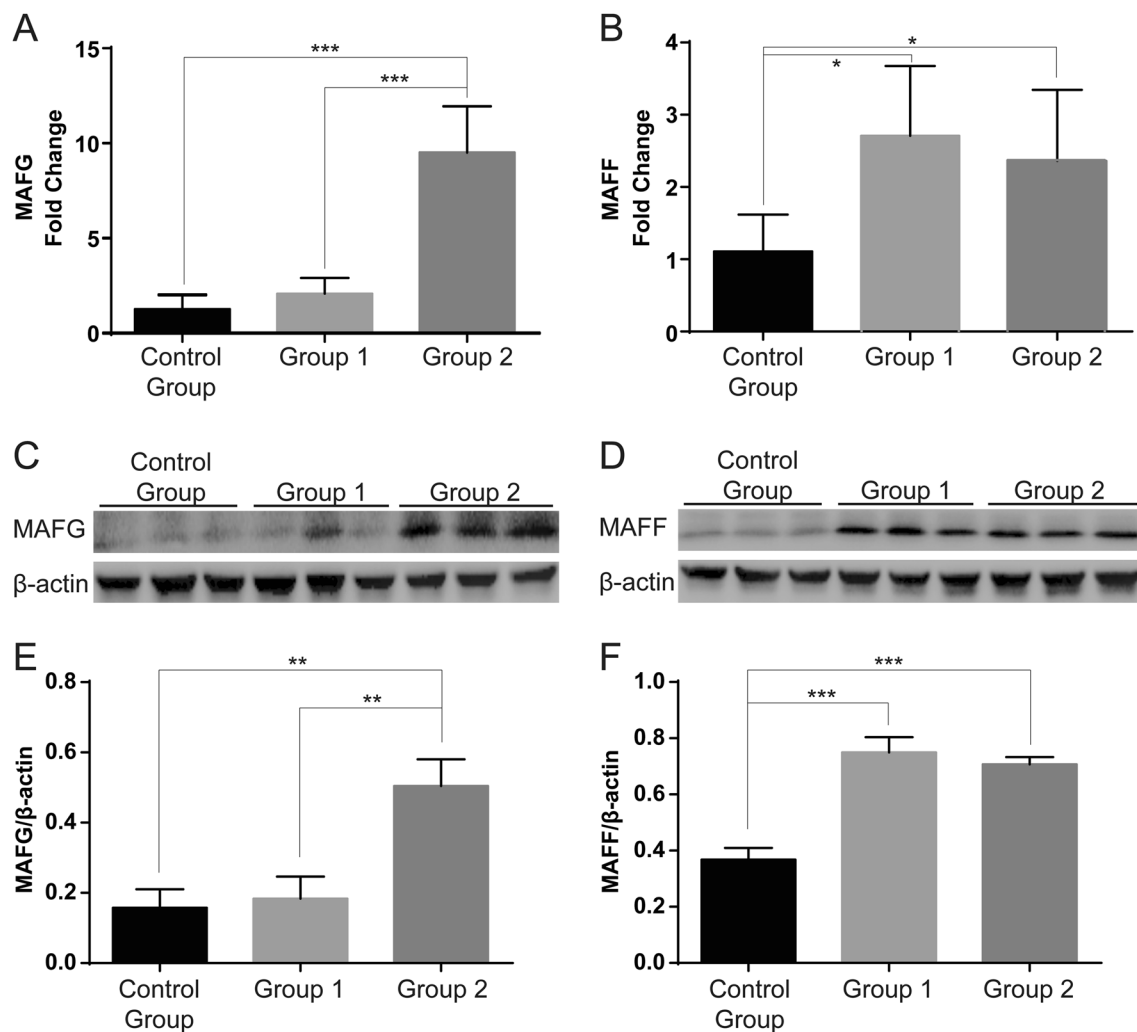 A
MAFG
Fold Change
15
10
5
0
***
***
Control
Group
Group 1
Group 2
B
MAFF
Fold Change
4
3
2
1
0
*
*
Control
Group
Group 1
Group 2
C
Control
Group
Group 1
Group 2
MAFG
β-actin
D
Control
Group
Group 1
Group 2
MAFF
β-actin
E
MAFG/β-actin
0.8
0.6
0.4
0.2
0.0
**
**
Control
Group
Group 1
Group 2
F
MAFF/β-actin
1.0
0.8
0.6
0.4
0.2
0.0
***
***
Control
Group
Group 1
Group 2